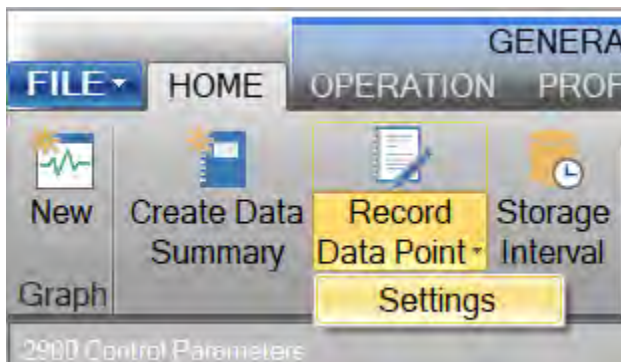 GENERA
FILE HOME OPERATION PROF
New Create Data Summary Record Data Point Storage Interval
Graph
Settings
2900 Control Parameters